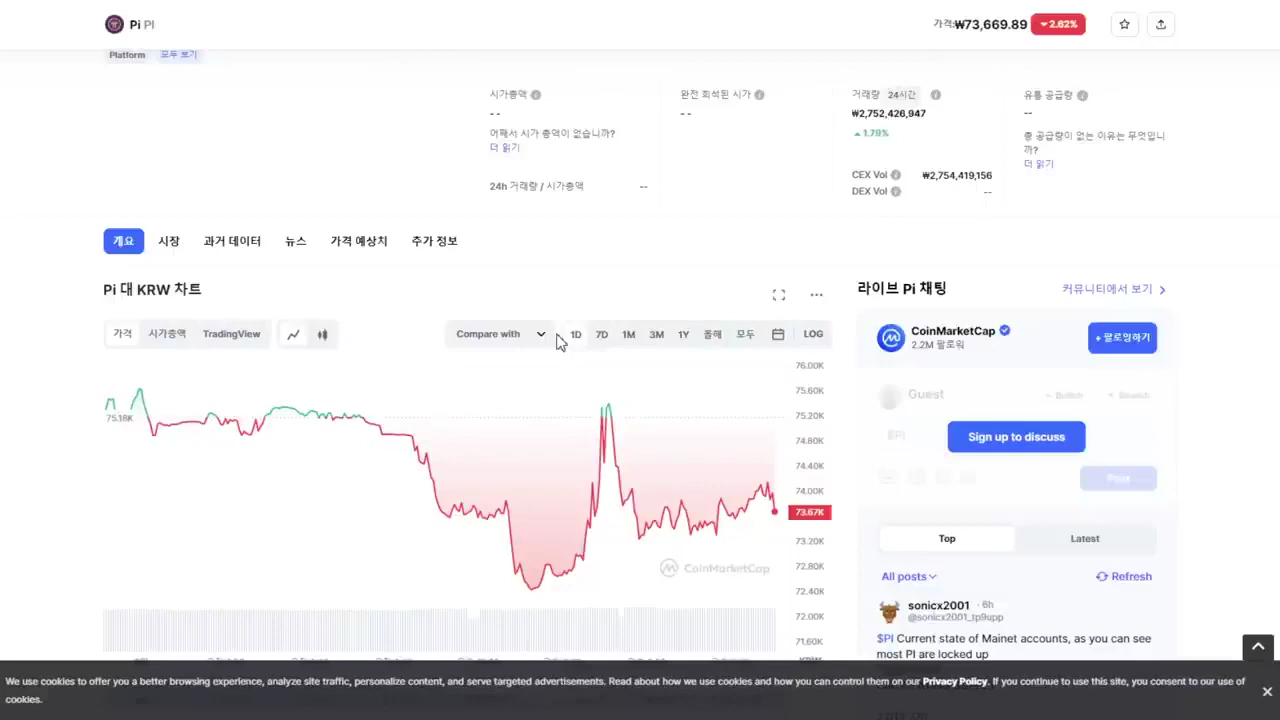 Pi PI
가격:₩73,669.89 2.62%
Platform 모두 보기
시가총액
--
어째서 시가 총액이 없습니까?
더 읽기
24h 거래량 / 시가총액 --
완전 희석된 시가
--
거래량 24시간
₩2,752,426,947
1.79%
CEX Vol ₩2,754,419,156
DEX Vol --
유통 공급량
--
총 공급량이 없는 이유는 무엇입니
까?
더 읽기
개요 시장 과거 데이터 뉴스 가격 예상치 추가 정보
Pi 대 KRW 차트
가격 시가총액 TradingView
Compare with 1D 7D 1M 3M 1Y 올해 모두 LOG
76.00K
75.60K
75.20K
74.80K
74.40K
74.00K
73.67K
73.20K
72.80K
72.40K
72.00K
71.60K
KRW
75.18K
CoinMarketCap
라이브 Pi 채팅 커뮤니티에서 보기
CoinMarketCap
2.2M 팔로워
+ 팔로잉하기
Guest Bullish Bearish
$PI
Sign up to discuss
Post
Top Latest
All posts Refresh
sonicx2001 · 6h
@sonicx2001_tp9upp
$PI Current state of Mainet accounts, as you can see
most PI are locked up
We use cookies to offer you a better browsing experience, analyze site traffic, personalize content, and serve targeted advertisements. Read about how we use cookies and how you can control them on our Privacy Policy. If you continue to use this site, you consent to our use of
cookies.